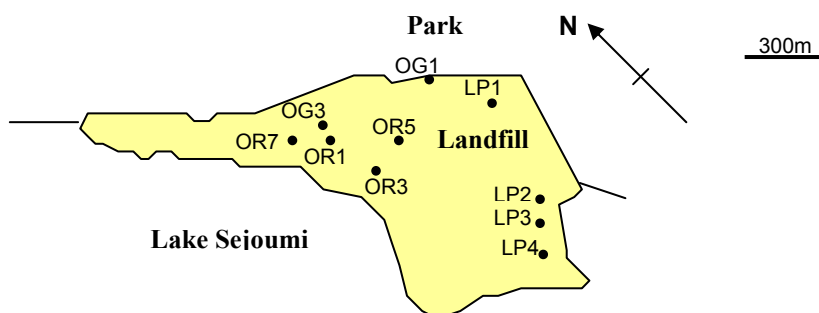 Park
N
300m
OG1
LP1
OG3
OR5
Landfill
OR7
OR1
OR3
LP2
LP3
Lake Sejoumi
LP4